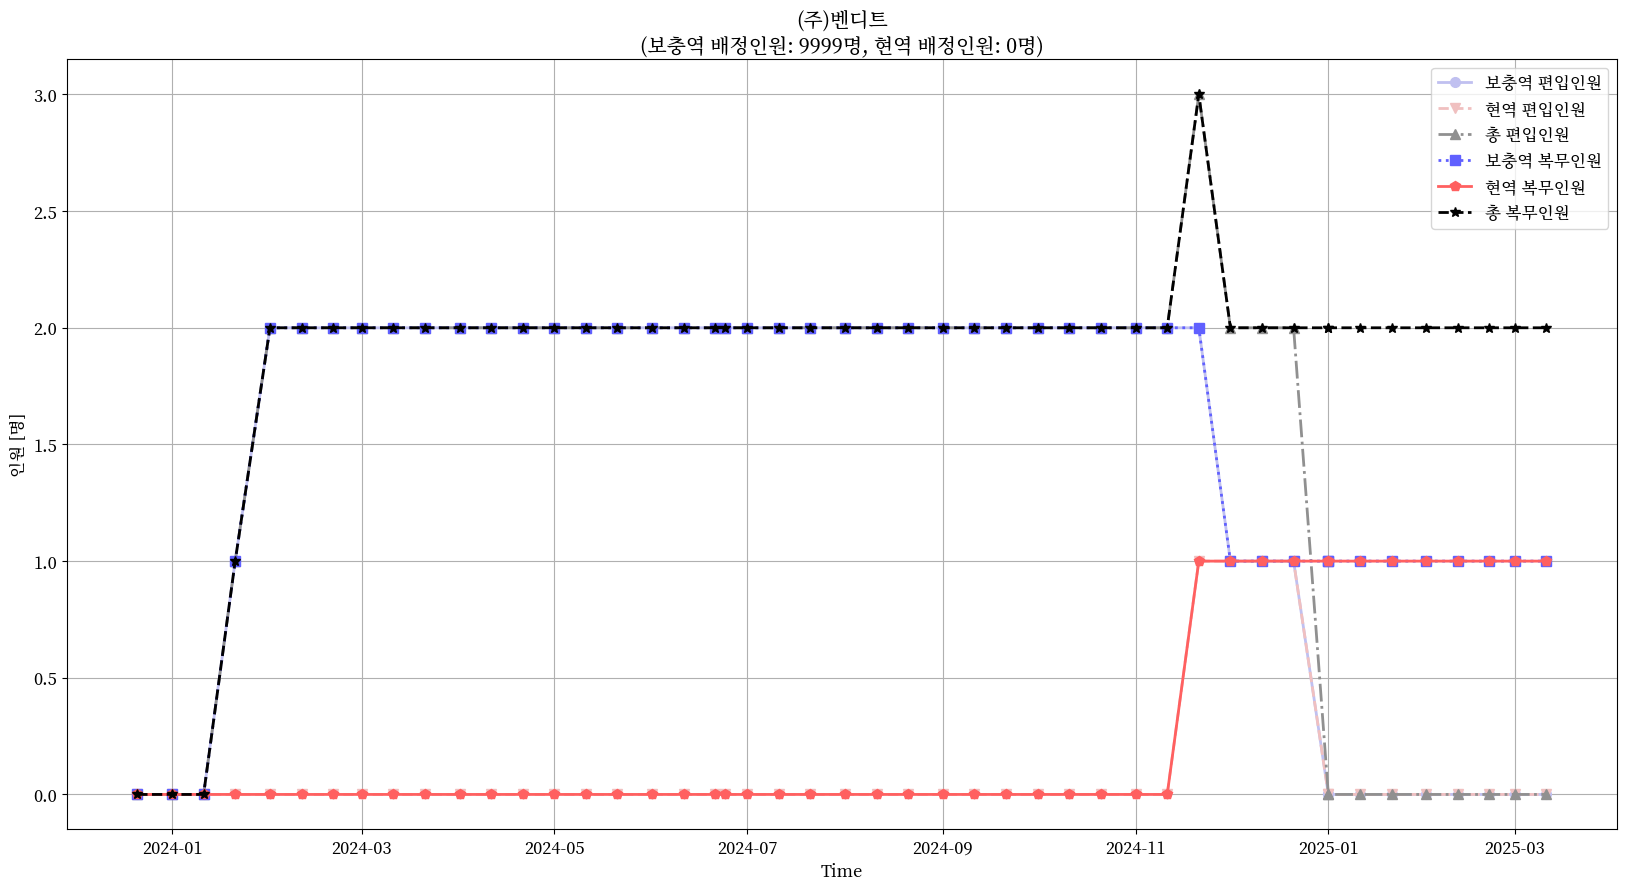 (주)벤디트
(보충역 배정인원: 9999명, 현역 배정인원: 0명)
보충역 편입인원
현역 편입인원
총 편입인원
보충역 복무인원
현역 복무인원
총 복무인원
3.0
2.5
2.0
1.5
1.0
0.5
0.0
인원 [명]
2024-01
2024-03
2024-05
2024-07
2024-09
2024-11
2025-01
2025-03
Time